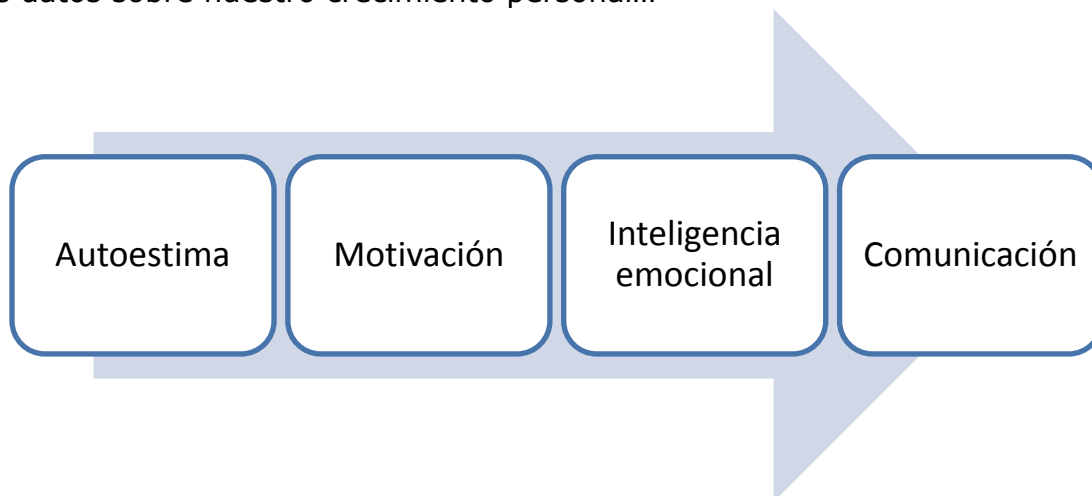 datos sobre nuestro crecimiento personal...
Autoestima
Motivación
Inteligencia
emocional
Comunicación